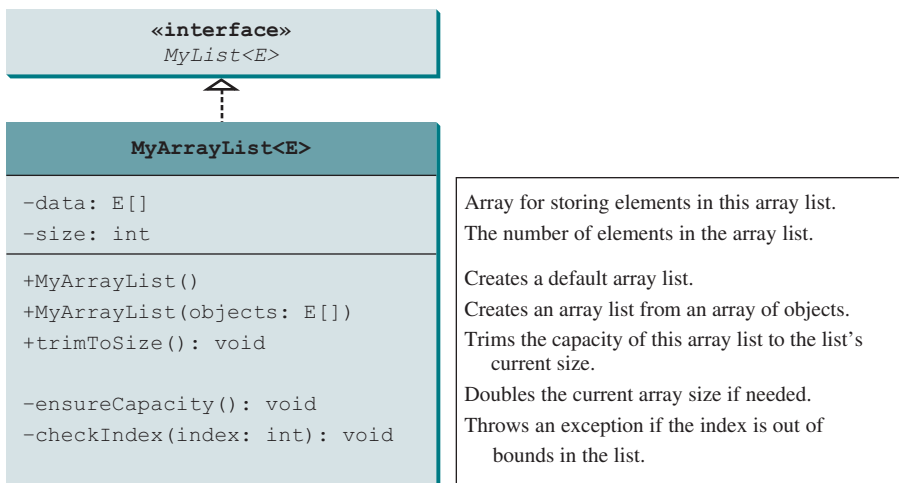 «interface»
MyList<E>
MyArrayList<E>
-data: E[]
-size: int
+MyArrayList()
+MyArrayList(objects: E[])
+trimToSize(): void
-ensureCapacity(): void
-checkIndex(index: int): void
Array for storing elements in this array list.
The number of elements in the array list.
Creates a default array list.
Creates an array list from an array of objects.
Trims the capacity of this array list to the list's
current size.
Doubles the current array size if needed.
Throws an exception if the index is out of
bounds in the list.